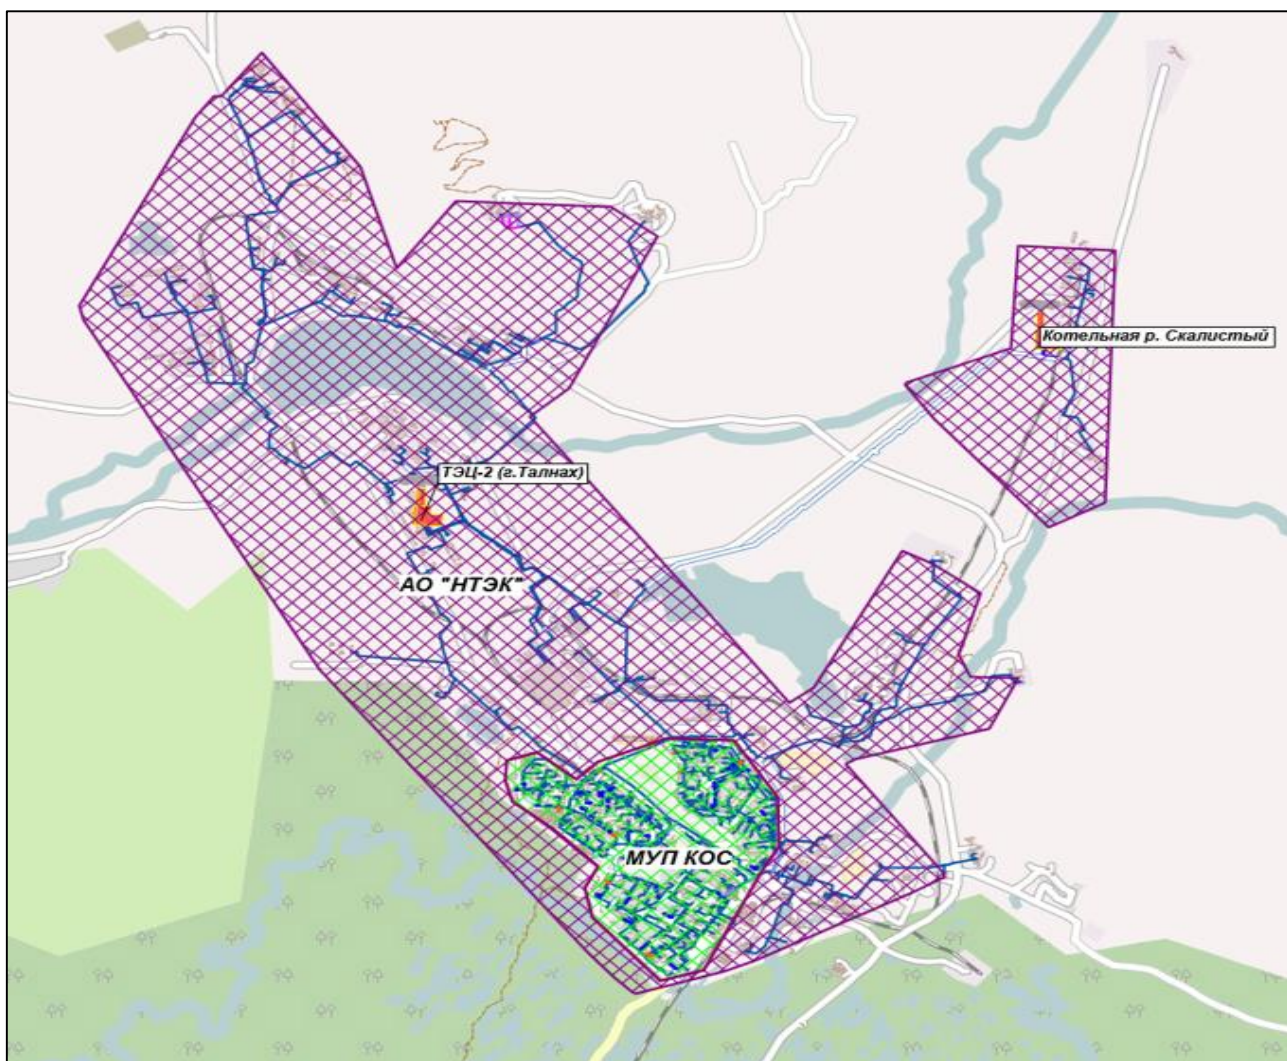 Котельная р. Скалистый
ТЭЦ-2 (г.Талнах)
АО "НТЭК"
МУП КОС